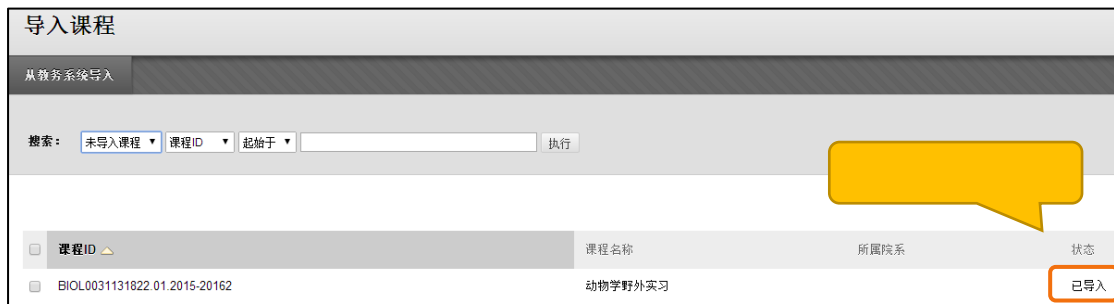 导入课程
从教务系统导入
搜索： 未导入课程 课程ID 起始于 执行
课程ID 课程名称 所属院系 状态
BIOL0031131822.01.2015-20162 动物学野外实习 已导入